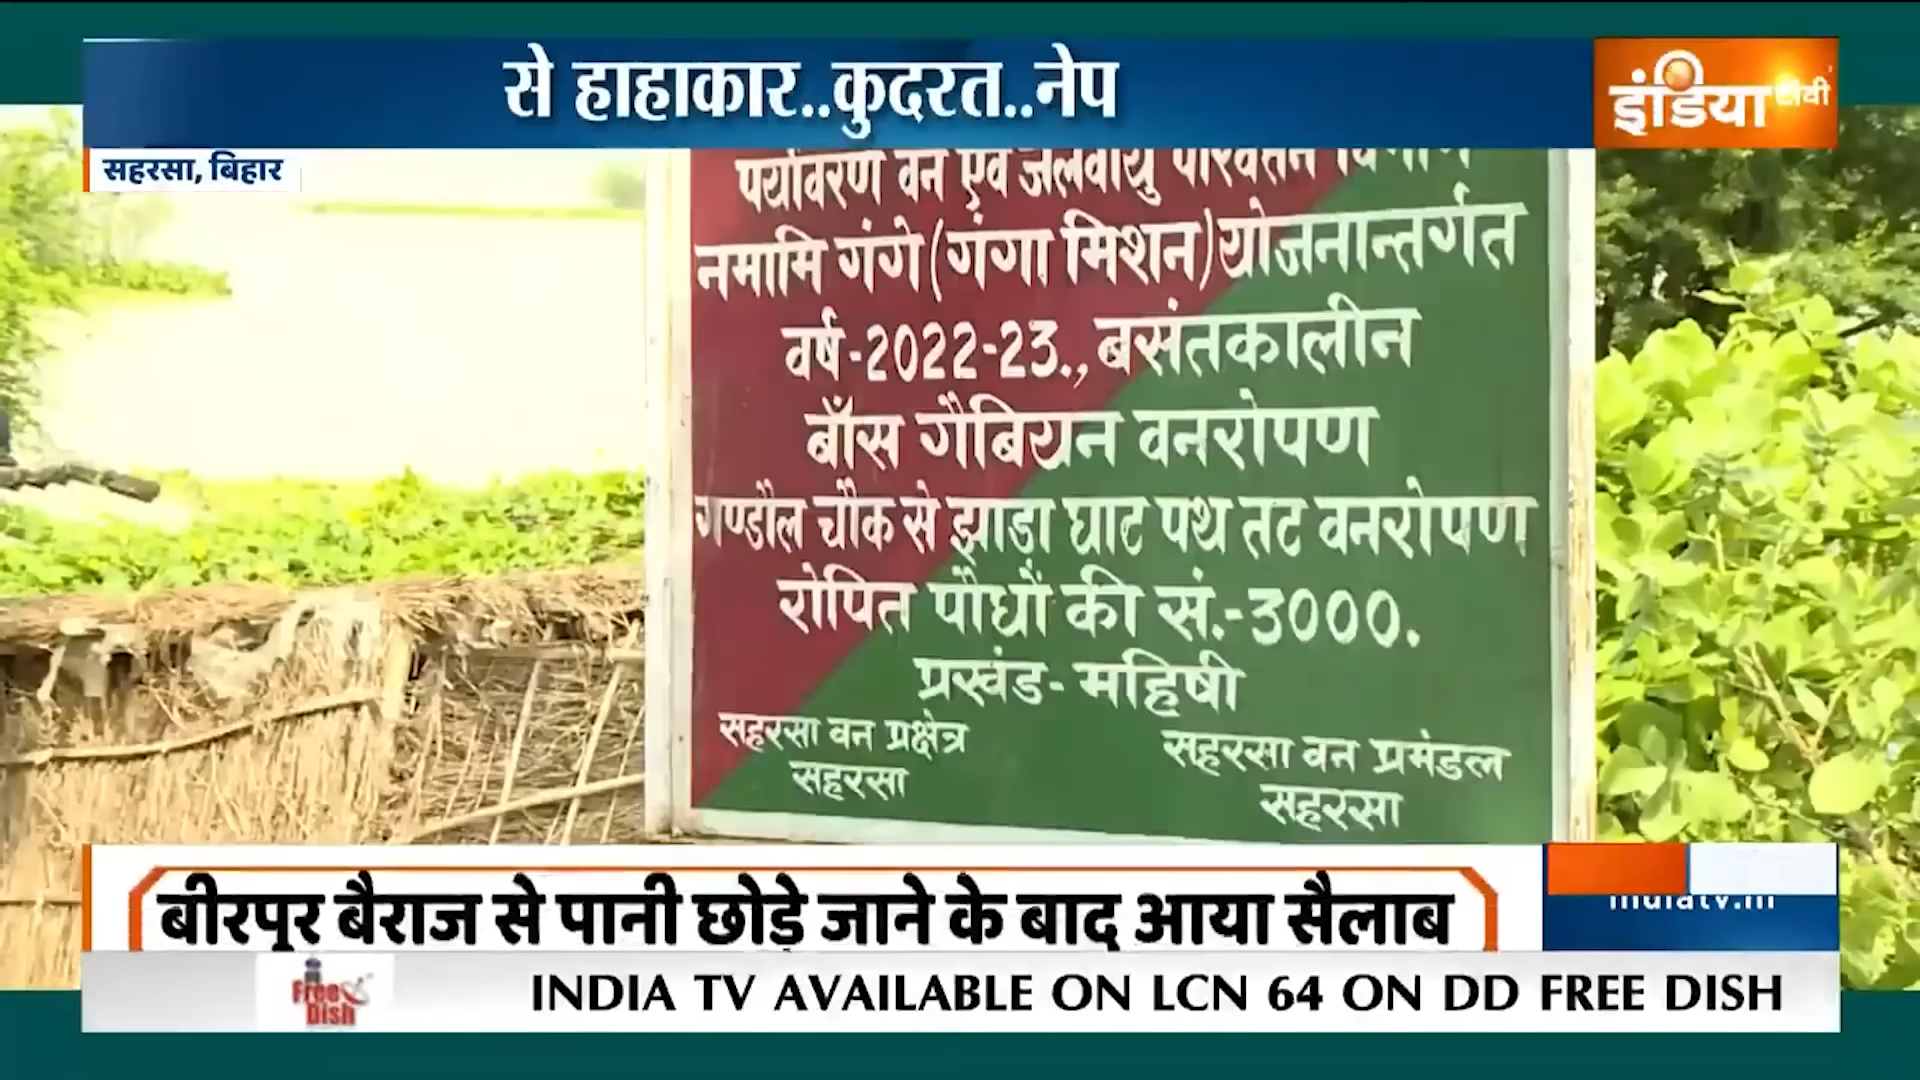 से हाहाकार..कुदरत..नेप
इंडिया टीवी
सहरसा, बिहार
पर्यावरण वन एवं जलवायु परिवर्तन विभाग
नमामि गंगे (गंगा मिशन) योजनान्तर्गत
वर्ष-2022-23., बसंतकालीन
बाँस गैबियन वनरोपण
गण्डौल चौक से झाड़ा घाट पथ तट वनरोपण
रोपित पौधों की सं.-3000.
प्रखंड- महिषी
सहरसा वन प्रक्षेत्र
सहरसा
सहरसा वन प्रमंडल
सहरसा
बीरपुर बैराज से पानी छोड़े जाने के बाद आया सैलाब
indiatv.in
Free Dish
INDIA TV AVAILABLE ON LCN 64 ON DD FREE DISH